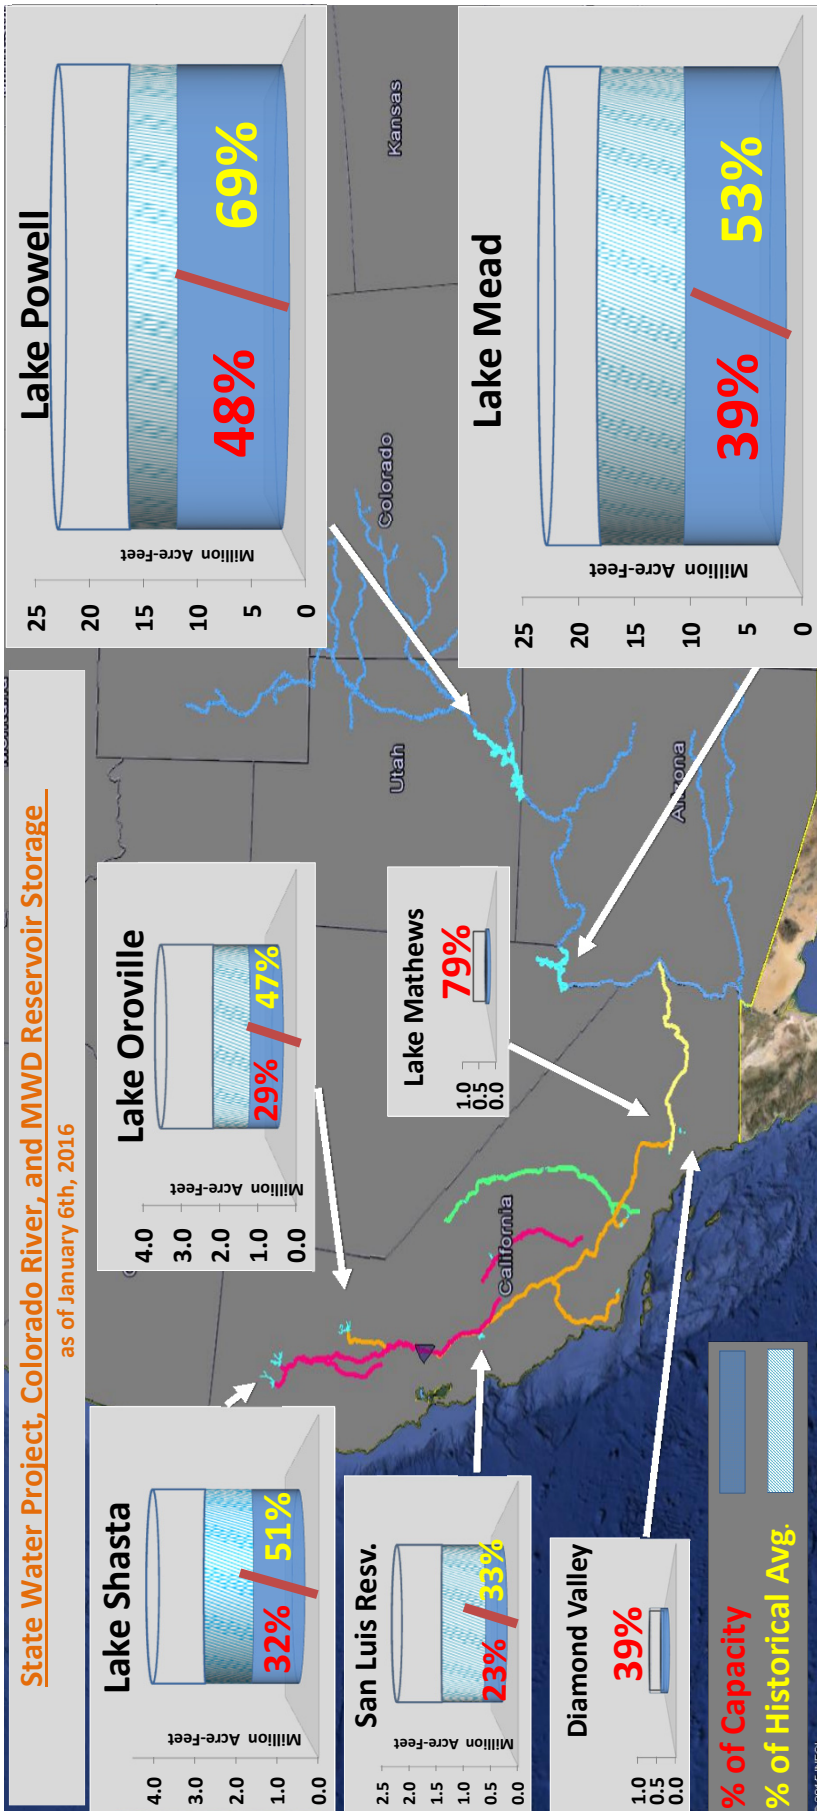 State Water Project, Colorado River, and MWD Reservoir Storage
as of January 6th, 2016
Lake Shasta
4.0
3.0
2.0
1.0
0.0
Million Acre-Feet
32%
51%
Lake Oroville
4.0
3.0
2.0
1.0
0.0
Million Acre-Feet
29%
47%
Lake Powell
25
20
15
10
5
0
Million Acre-Feet
48%
69%
San Luis Resv.
2.5
2.0
1.5
1.0
0.5
0.0
Million Acre-Feet
23%
33%
Lake Mathews
1.0
0.5
0.0
79%
Lake Mead
25
20
15
10
5
0
Million Acre-Feet
39%
53%
Diamond Valley
1.0
0.5
0.0
39%
California
Utah
Colorado
Kansas
Arizona
% of Capacity
% of Historical Avg.